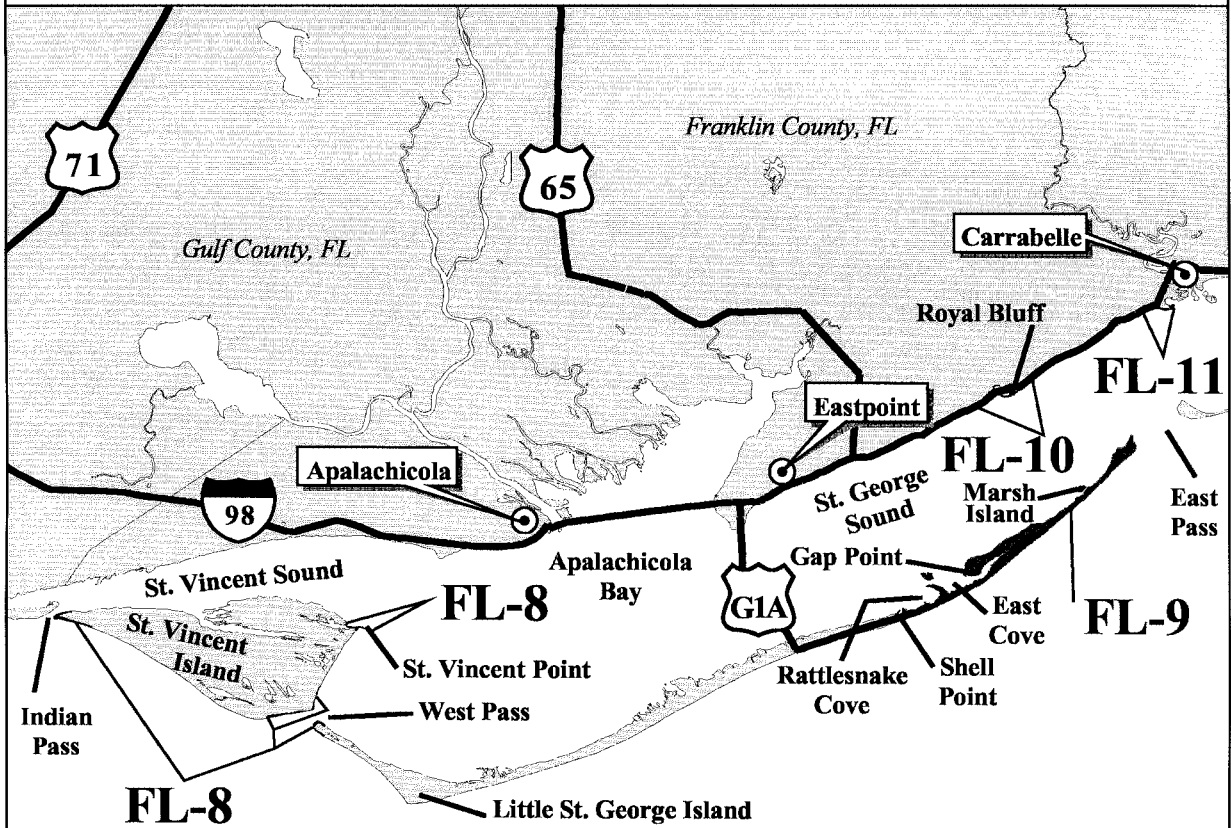 71
65
Franklin County, FL
Gulf County, FL
Carrabelle
Royal Bluff
FL-11
Eastpoint
Apalachicola
FL-10
98
St. George
Sound
Marsh
Island
East
Pass
Gap Point
St. Vincent Sound
Apalachicola
Bay
FL-8
G1A
East
Cove
FL-9
St. Vincent
Island
St. Vincent Point
Rattlesnake
Cove
Shell
Point
Indian
Pass
West Pass
FL-8
Little St. George Island